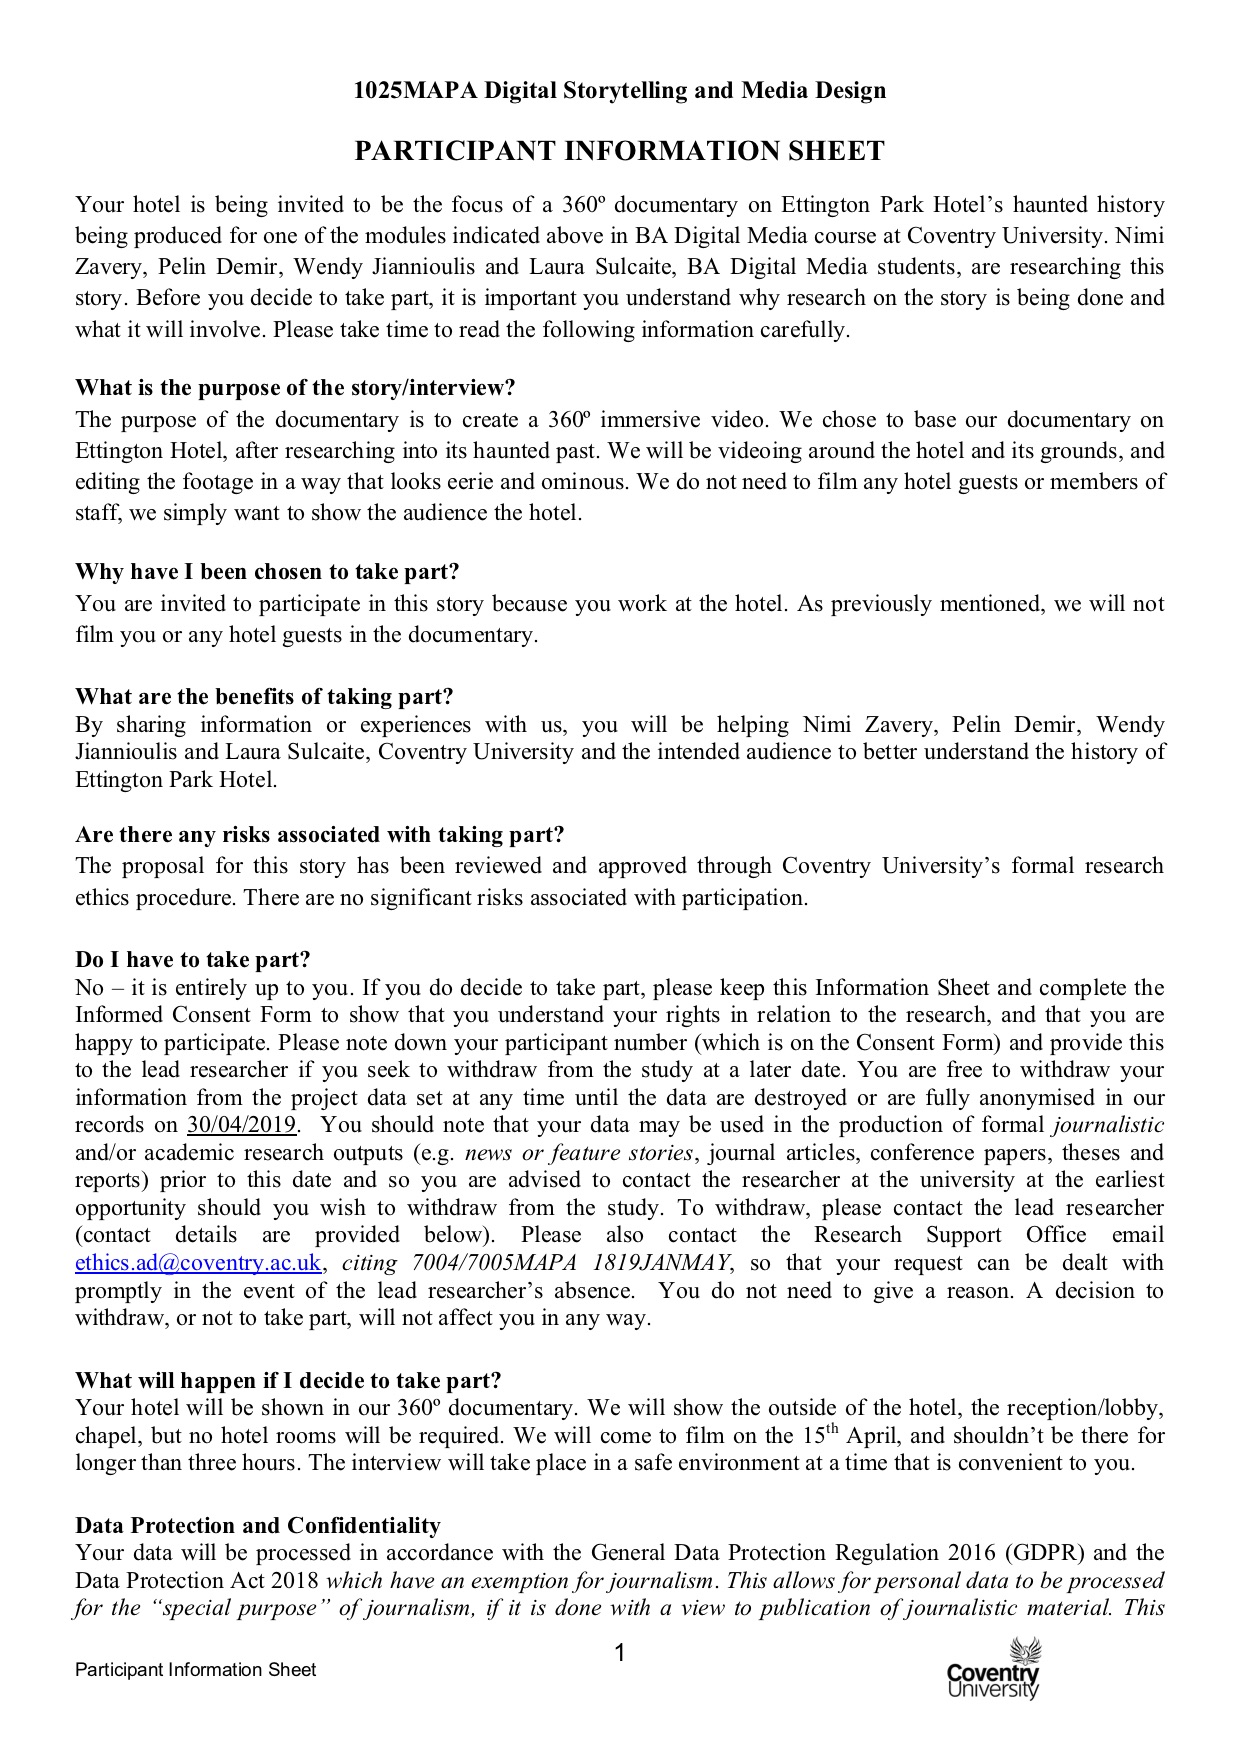 1025MAPA Digital Storytelling and Media Design
PARTICIPANT INFORMATION SHEET
Your hotel is being invited to be the focus of a 360º documentary on Ettington Park Hotel’s haunted history
being produced for one of the modules indicated above in BA Digital Media course at Coventry University. Nimi
Zavery, Pelin Demir, Wendy Jiannioulis and Laura Sulcaite, BA Digital Media students, are researching this
story. Before you decide to take part, it is important you understand why research on the story is being done and
what it will involve. Please take time to read the following information carefully.
What is the purpose of the story/interview?
The purpose of the documentary is to create a 360º immersive video. We chose to base our documentary on
Ettington Hotel, after researching into its haunted past. We will be videoing around the hotel and its grounds, and
editing the footage in a way that looks eerie and ominous. We do not need to film any hotel guests or members of
staff, we simply want to show the audience the hotel.
Why have I been chosen to take part?
You are invited to participate in this story because you work at the hotel. As previously mentioned, we will not
film you or any hotel guests in the documentary.
What are the benefits of taking part?
By sharing information or experiences with us, you will be helping Nimi Zavery, Pelin Demir, Wendy
Jiannioulis and Laura Sulcaite, Coventry University and the intended audience to better understand the history of
Ettington Park Hotel.
Are there any risks associated with taking part?
The proposal for this story has been reviewed and approved through Coventry University’s formal research
ethics procedure. There are no significant risks associated with participation.
Do I have to take part?
No – it is entirely up to you. If you do decide to take part, please keep this Information Sheet and complete the
Informed Consent Form to show that you understand your rights in relation to the research, and that you are
happy to participate. Please note down your participant number (which is on the Consent Form) and provide this
to the lead researcher if you seek to withdraw from the study at a later date. You are free to withdraw your
information from the project data set at any time until the data are destroyed or are fully anonymised in our
records on 30/04/2019. You should note that your data may be used in the production of formal journalistic
and/or academic research outputs (e.g. news or feature stories, journal articles, conference papers, theses and
reports) prior to this date and so you are advised to contact the researcher at the university at the earliest
opportunity should you wish to withdraw from the study. To withdraw, please contact the lead researcher
(contact details are provided below). Please also contact the Research Support Office email
ethics.ad@coventry.ac.uk, citing 7004/7005MAPA 1819JANMAY, so that your request can be dealt with
promptly in the event of the lead researcher’s absence. You do not need to give a reason. A decision to
withdraw, or not to take part, will not affect you in any way.
What will happen if I decide to take part?
Your hotel will be shown in our 360º documentary. We will show the outside of the hotel, the reception/lobby,
chapel, but no hotel rooms will be required. We will come to film on the 15th April, and shouldn’t be there for
longer than three hours. The interview will take place in a safe environment at a time that is convenient to you.
Data Protection and Confidentiality
Your data will be processed in accordance with the General Data Protection Regulation 2016 (GDPR) and the
Data Protection Act 2018 which have an exemption for journalism. This allows for personal data to be processed
for the “special purpose” of journalism, if it is done with a view to publication of journalistic material. This
Participant Information Sheet
1
Coventry
University